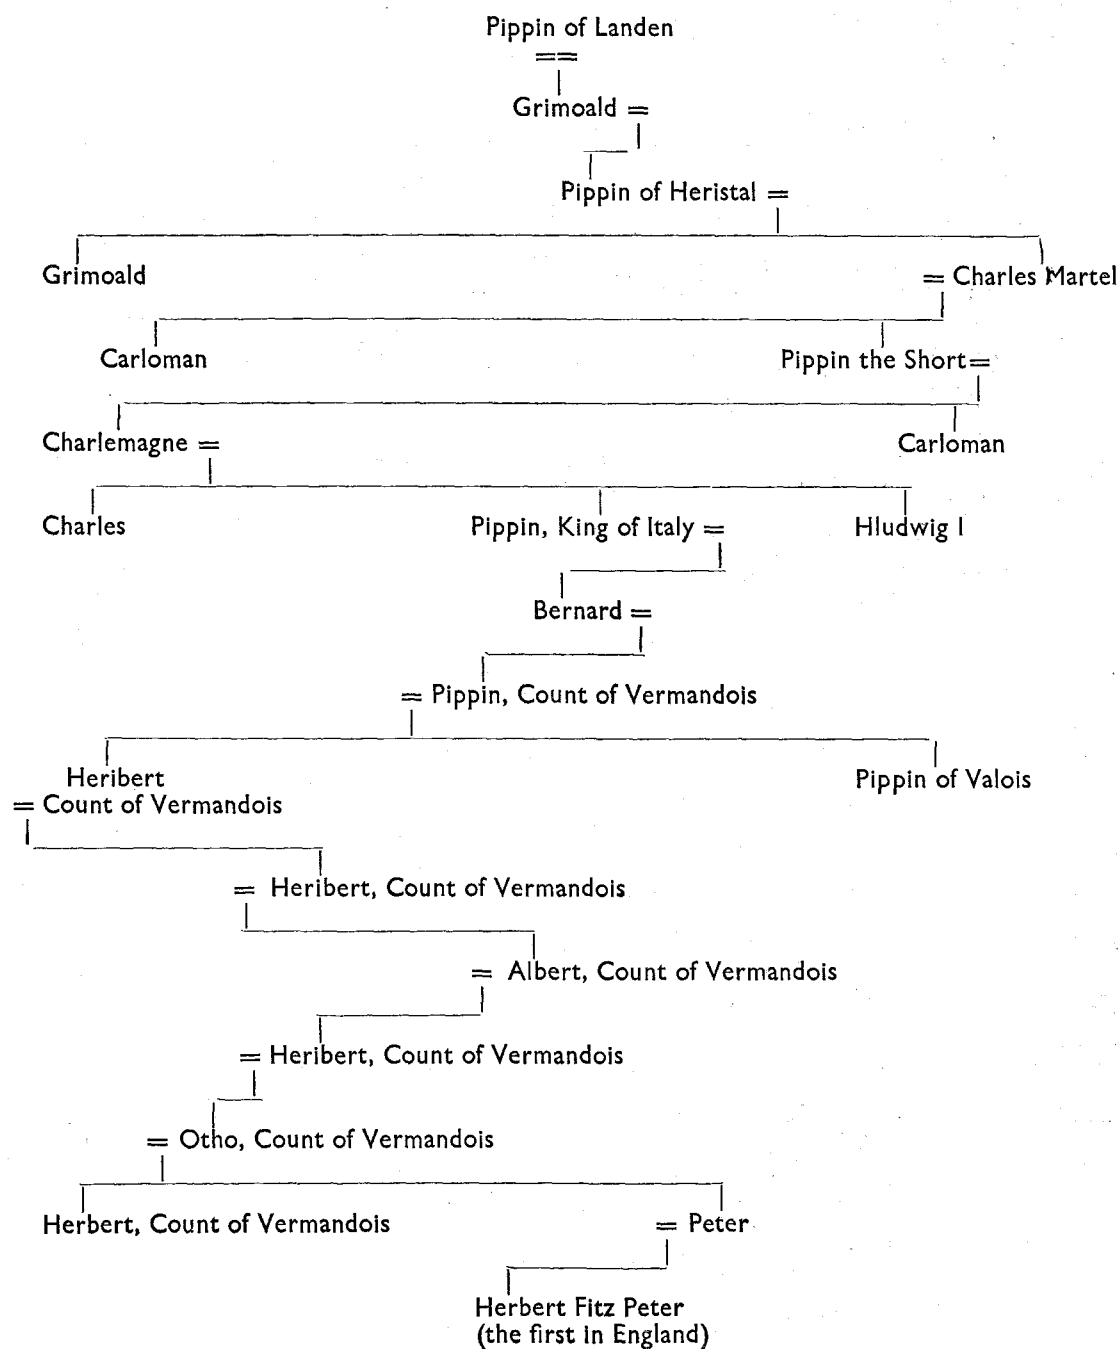 Pippin of Landen
==
Grimoald =
Pippin of Heristal =
Grimoald
= Charles Martel
Carloman
Pippin the Short=
Charlemagne =
Carloman
Charles
Pippin, King of Italy =
Hludwig I
Bernard =
= Pippin, Count of Vermandois
Heribert
= Count of Vermandois
Pippin of Valois
= Heribert, Count of Vermandois
= Albert, Count of Vermandois
= Heribert, Count of Vermandois
= Otho, Count of Vermandois
Herbert, Count of Vermandois
= Peter
Herbert Fitz Peter
(the first in England)